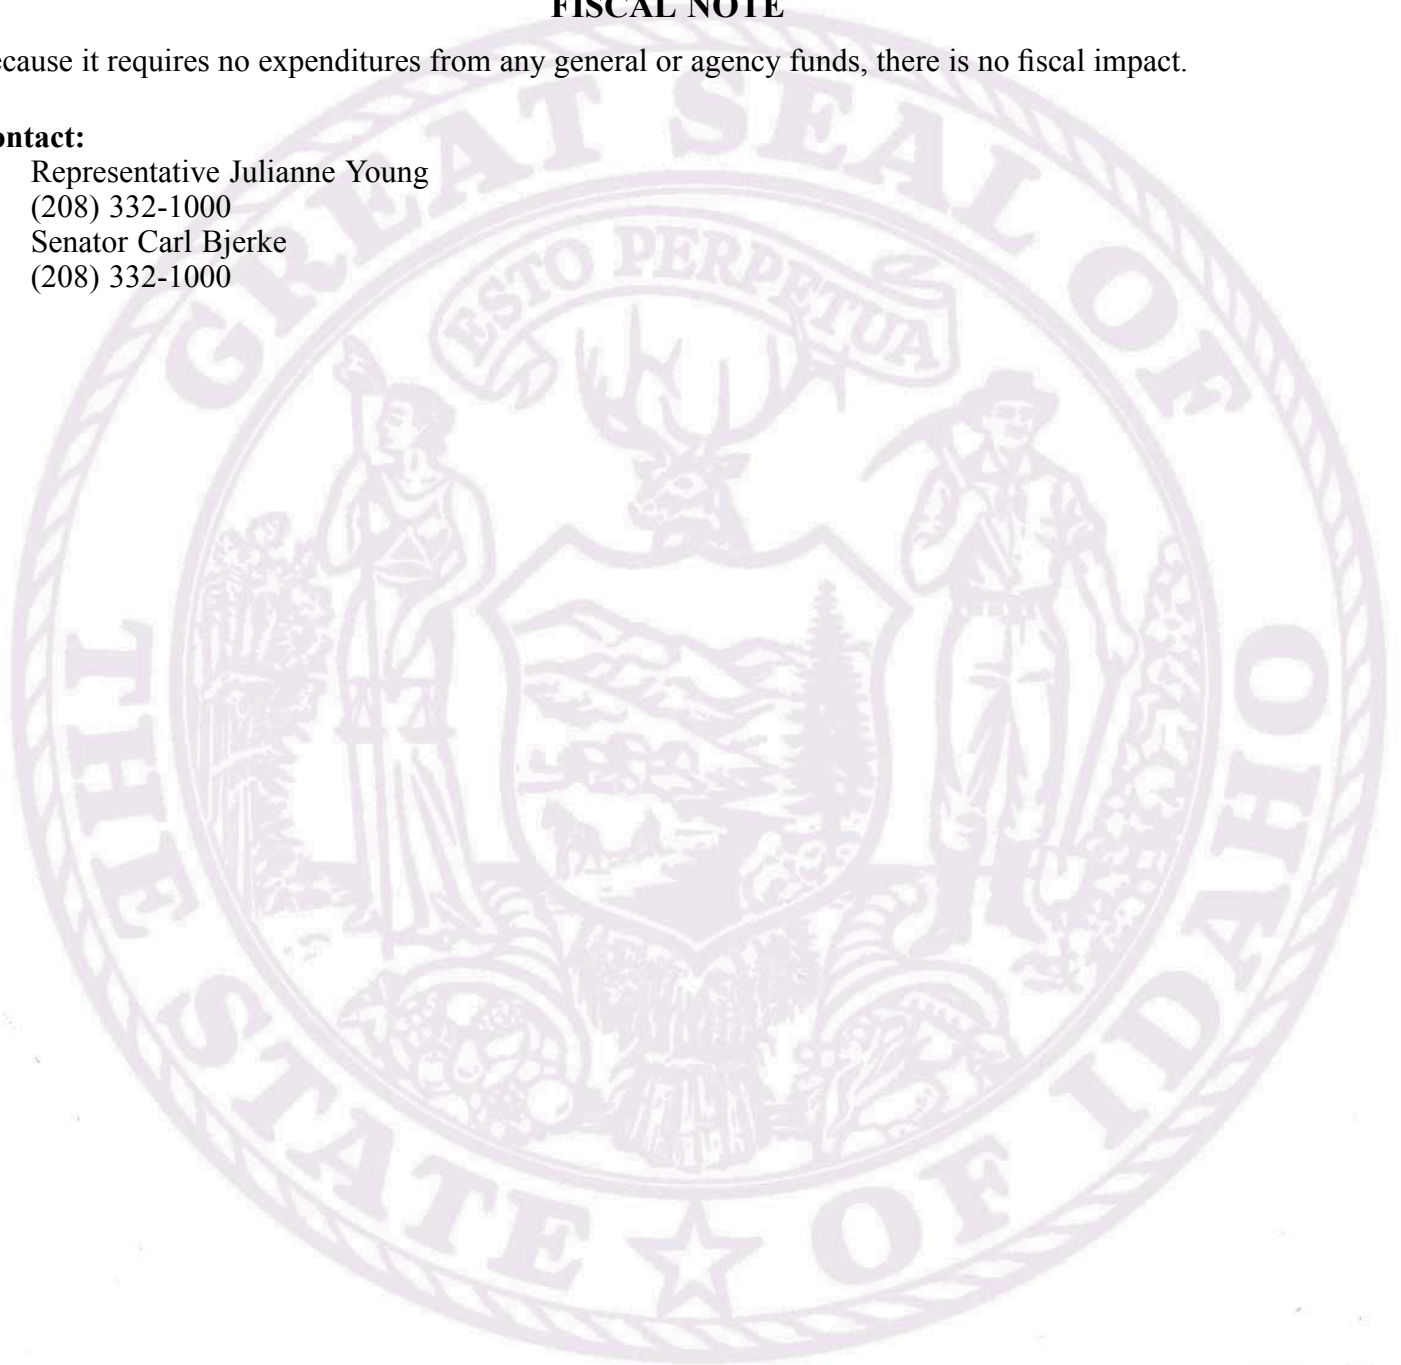 FISCAL NOTE
ecause it requires no expenditures from any general or agency funds, there is no fiscal impact.
ontact:
Representative Julianne Young
(208) 332-1000
Senator Carl Bjerke
(208) 332-1000
GREAT SEAL OF
ESTO PERPETUA
THE STATE ☆ OF IDAHO